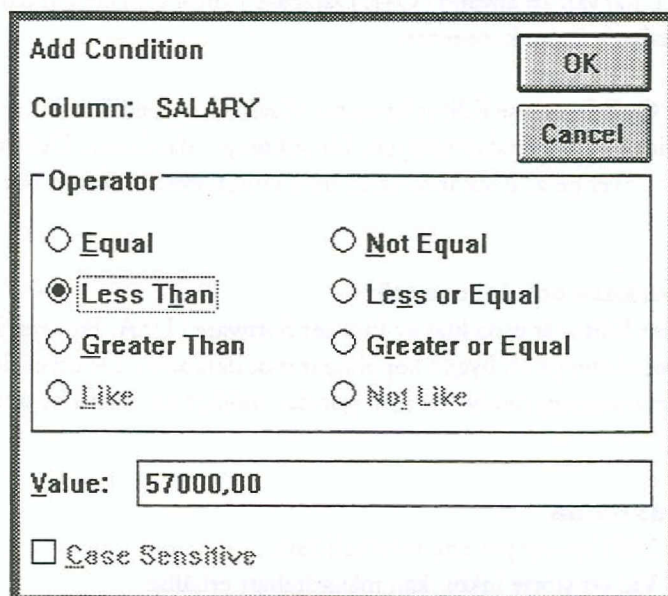 Add Condition
OK
Column: SALARY
Cancel
Operator
Equal
Not Equal
Less Than
Less or Equal
Greater Than
Greater or Equal
Like
Not Like
Value: 57000,00
Case Sensitive